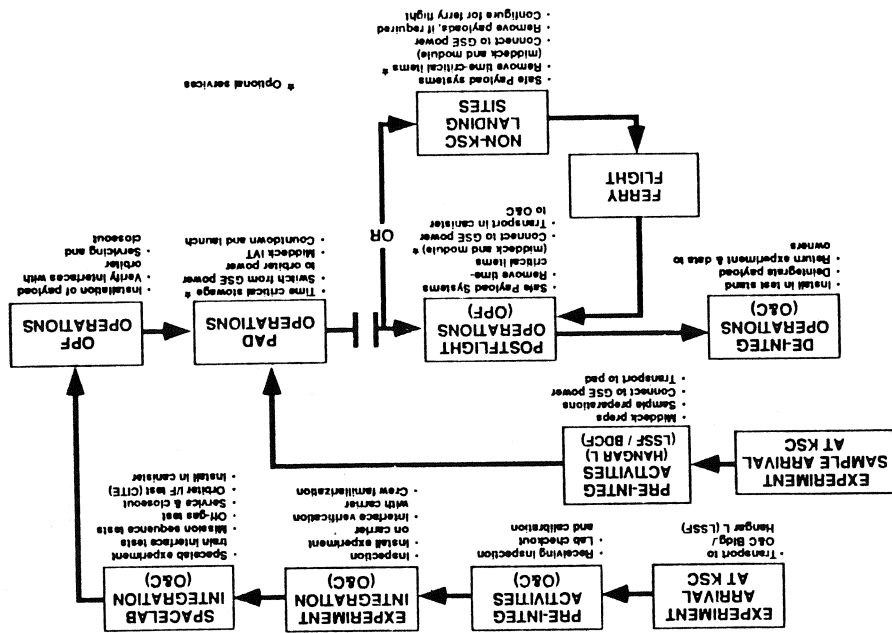 EXPERIMENT
ARRIVAL
AT KSC
• Transport to
O&C Bldg./
Hangar L (LSSF)
PRE-INTEG
ACTIVITIES
(O&C)
• Receiving Inspection
• Lab checkout
and calibration
EXPERIMENT
INTEGRATION
(O&C)
• Inspection
• Install experiment
on carrier
• Interface verification
with carrier
• Crew familiarization
SPACELAB
INTEGRATION
(O&C)
• Spacelab experiment
train interface tests
• Mission sequence tests
• Off-gas test
• Service & closeout
• Orbiter I/F test (CITE)
• Install in canister
EXPERIMENT
SAMPLE ARRIVAL
AT KSC
PRE-INTEG
ACTIVITIES
(HANGAR L)
(LSSF / BDCF)
• Middeck preps
• Sample preparations
• Connect to GSE power
• Transport to pad
DE-INTEG
OPERATIONS
(O&C)
• Install in test stand
• Deintegrate payload
• Return experiment & data to
owners
POSTFLIGHT
OPERATIONS
(OPF)
• Safe Payload Systems
• Remove time-
critical items
(middeck and module) *
• Connect to GSE power
• Transport in canister
to O&C
OR
PAD
OPERATIONS
• Time critical stowage *
• Switch from GSE power
to orbiter power
• Middeck IVT
• Countdown and launch
OPF
OPERATIONS
• Installation of payload
• Verify interfaces with
orbiter
• Servicing and
closeout
FERRY
FLIGHT
NON-KSC
LANDING
SITES
• Safe Payload systems
• Remove time-critical items *
(middeck and module)
• Connect to GSE power
• Remove payloads, if required
• Configure for ferry flight
* Optional services